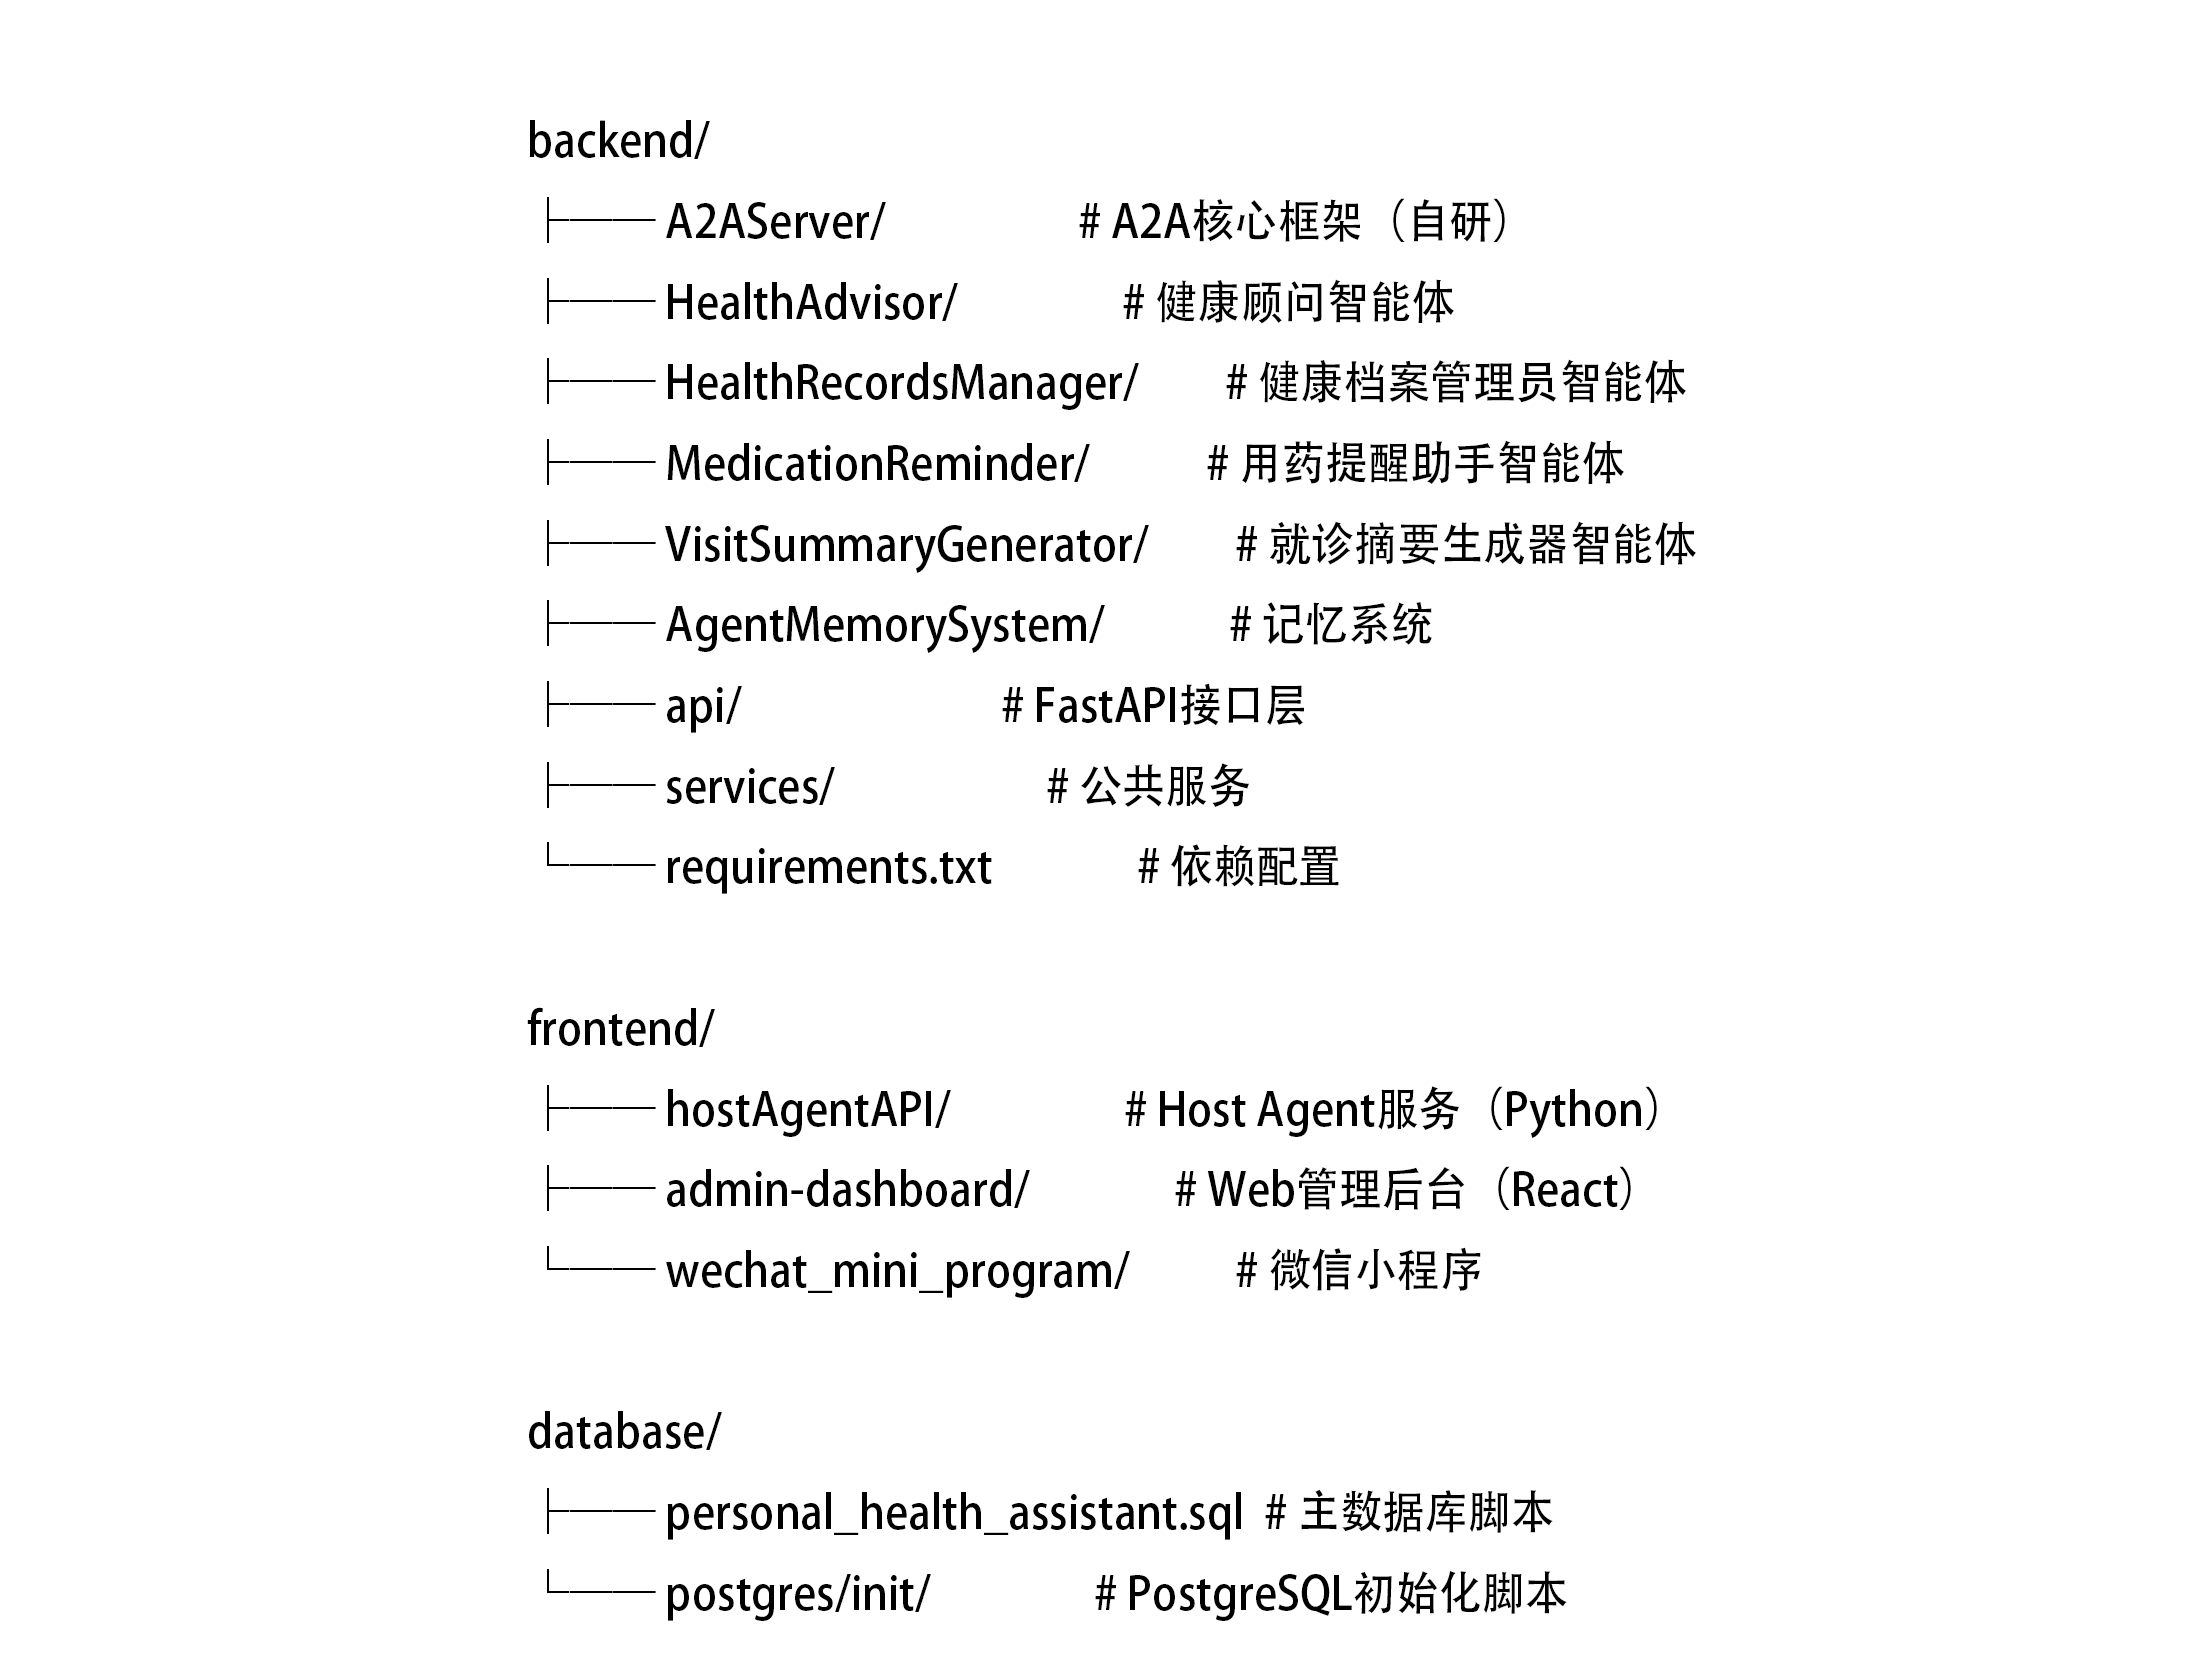 backend/
├── A2AServer/ # A2A核心框架（自研）
├── HealthAdvisor/ # 健康顾问智能体
├── HealthRecordsManager/ # 健康档案管理员智能体
├── MedicationReminder/ # 用药提醒助手智能体
├── VisitSummaryGenerator/ # 就诊摘要生成器智能体
├── AgentMemorySystem/ # 记忆系统
├── api/ # FastAPI接口层
├── services/ # 公共服务
└── requirements.txt # 依赖配置
frontend/
├── hostAgentAPI/ # Host Agent服务（Python）
├── admin-dashboard/ # Web管理后台（React）
└── wechat_mini_program/ # 微信小程序
database/
├── personal_health_assistant.sql # 主数据库脚本
└── postgres/init/ # PostgreSQL初始化脚本